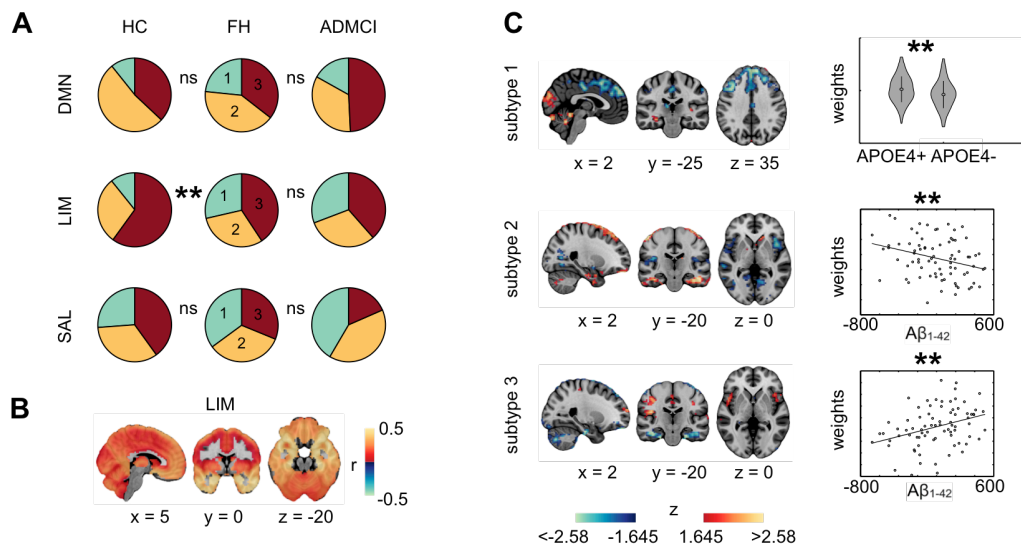 A
HC FH ADMCI
DMN
ns ns
1 3
2
LIM
** ns
1 3
2
SAL
ns ns
1 3
2
B
LIM
0.5
r
-0.5
x = 5 y = 0 z = -20
C
subtype 1
x = 2 y = -25 z = 35
**
weights
APOE4+ APOE4-
subtype 2
x = 2 y = -20 z = 0
**
weights
-800 600
Aβ1-42
subtype 3
x = 2 y = -20 z = 0
**
weights
-800 600
Aβ1-42
z
<-2.58 -1.645 1.645 >2.58